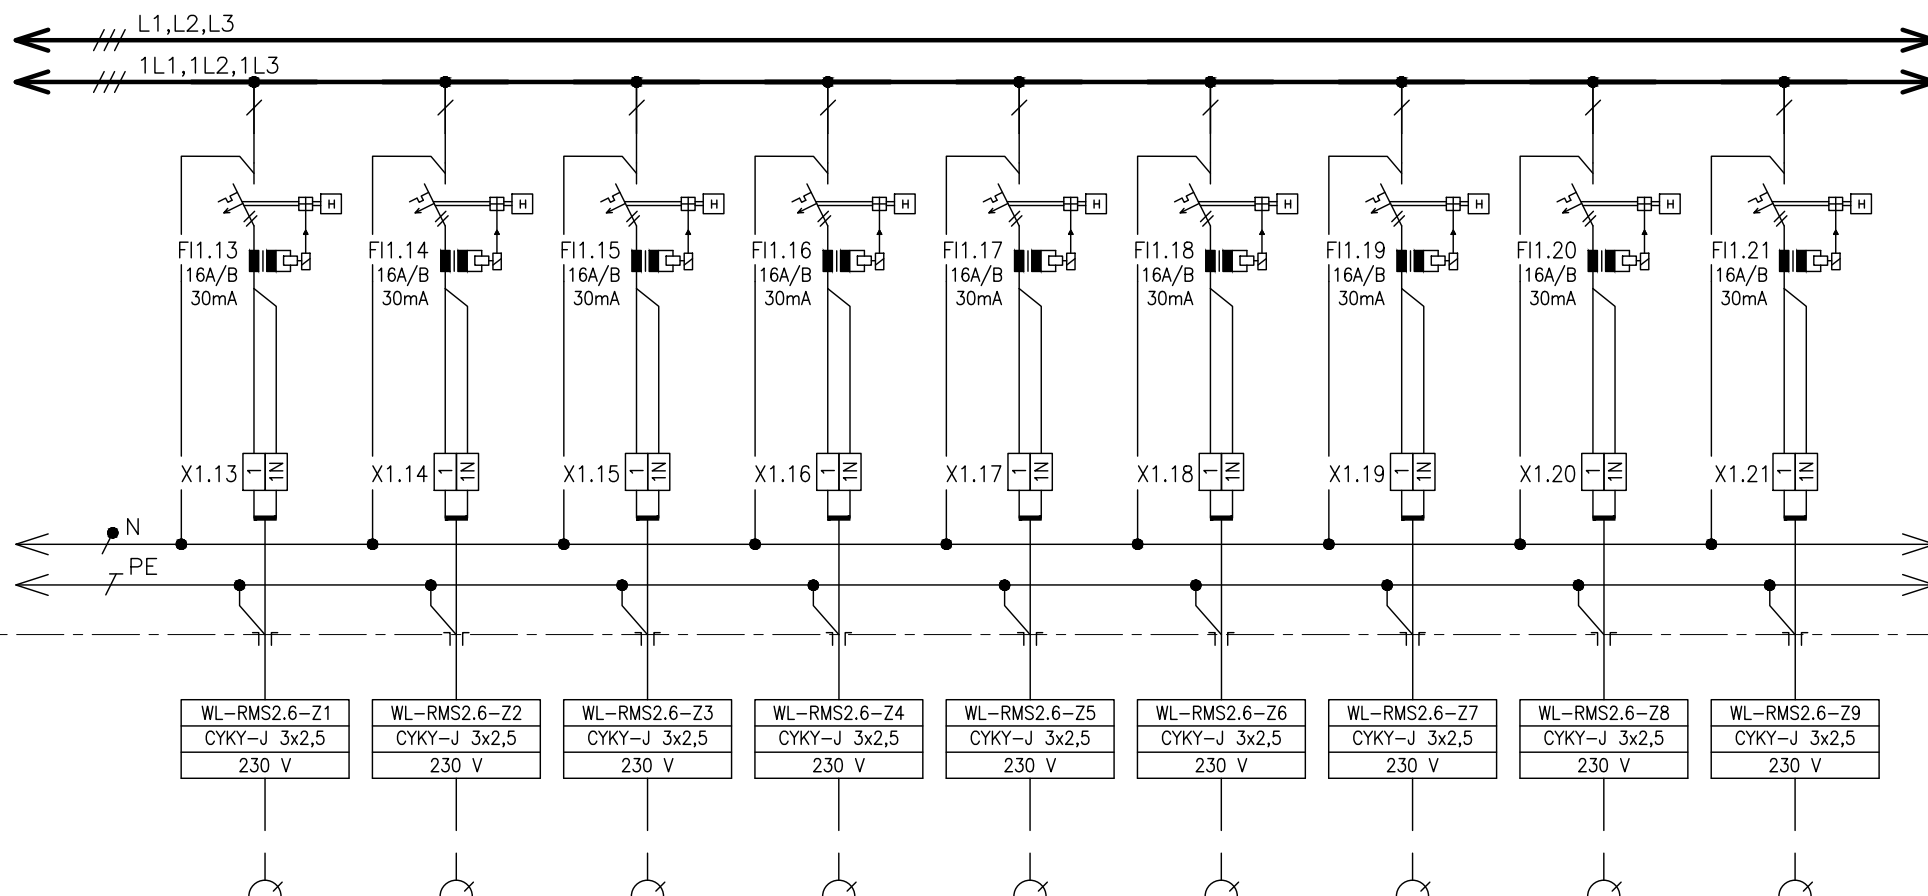 L1,L2,L3
1L1,1L2,1L3
H H H H H H H H H
FI1.13 FI1.14 FI1.15 FI1.16 FI1.17 FI1.18 FI1.19 FI1.20 FI1.21
16A/B 16A/B 16A/B 16A/B 16A/B 16A/B 16A/B 16A/B 16A/B
30mA 30mA 30mA 30mA 30mA 30mA 30mA 30mA 30mA
X1.13 1 1N X1.14 1 1N X1.15 1 1N X1.16 1 1N X1.17 1 1N X1.18 1 1N X1.19 1 1N X1.20 1 1N X1.21 1 1N
N
PE
WL-RMS2.6-Z1 WL-RMS2.6-Z2 WL-RMS2.6-Z3 WL-RMS2.6-Z4 WL-RMS2.6-Z5 WL-RMS2.6-Z6 WL-RMS2.6-Z7 WL-RMS2.6-Z8 WL-RMS2.6-Z9
CYKY-J 3x2,5 CYKY-J 3x2,5 CYKY-J 3x2,5 CYKY-J 3x2,5 CYKY-J 3x2,5 CYKY-J 3x2,5 CYKY-J 3x2,5 CYKY-J 3x2,5 CYKY-J 3x2,5
230 V 230 V 230 V 230 V 230 V 230 V 230 V 230 V 230 V